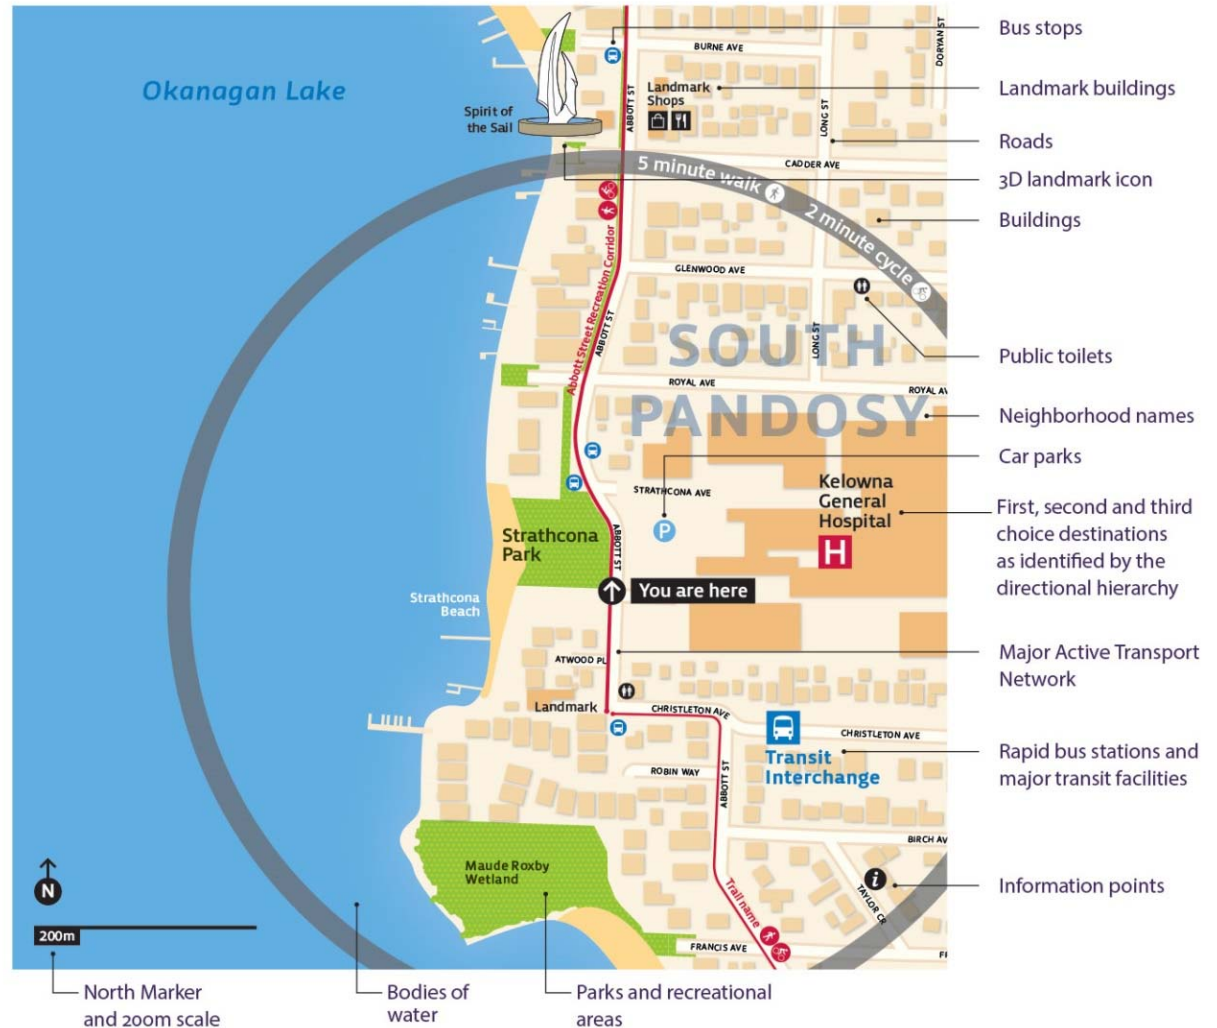 Okanagan Lake
Spirit of
the Sail
Landmark
Shops
BURNE AVE
DORYAN ST
ABBOTT ST
LONG ST
CADDER AVE
5 minute walk
2 minute cycle
Abbott Street Recreation Corridor
GLENWOOD AVE
ABBOTT ST
LONG ST
SOUTH
PANDOSY
ROYAL AVE
ROYAL AV
STRATHCONA AVE
Kelowna
General
Hospital
H
P
Strathcona
Park
ABBOTT ST
You are here
Strathcona
Beach
ATWOOD PL
Landmark
CHRISTLETON AVE
CHRISTLETON AVE
Transit
Interchange
ROBIN WAY
ABBOTT ST
BIRCH AV
Maude Roxby
Wetland
Trail name
i
TAYLOR CR
FRANCIS AVE
FR
N
200m
Bus stops
Landmark buildings
Roads
3D landmark icon
Buildings
Public toilets
Neighborhood names
Car parks
First, second and third
choice destinations
as identified by the
directional hierarchy
Major Active Transport
Network
Rapid bus stations and
major transit facilities
Information points
North Marker
and 200m scale
Bodies of
water
Parks and recreational
areas